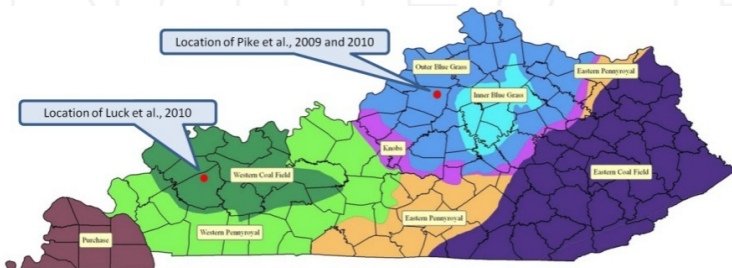 Location of Pike et al., 2009 and 2010
Outer Blue Grass
Eastern Pennyroyal
Inner Blue Grass
Location of Luck et al., 2010
Knobs
Western Coal Field
Eastern Coal Field
Eastern Pennyroyal
Western Pennyroyal
Purchase